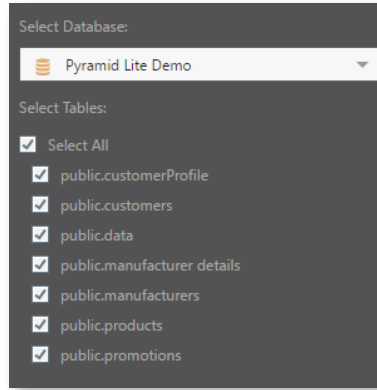 Select Database:
Pyramid Lite Demo
Select Tables:
Select All
public.customerProfile
public.customers
public.data
public.manufacturer details
public.manufacturers
public.products
public.promotions